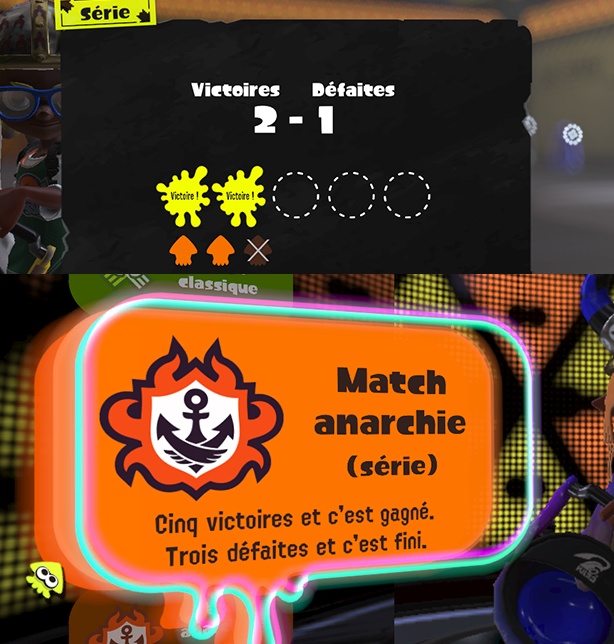 Série
Victoires Défaites
2 - 1
Victoire ! Victoire !
classique
Match
anarchie
(série)
Cinq victoires et c'est gagné.
Trois défaites et c'est fini.